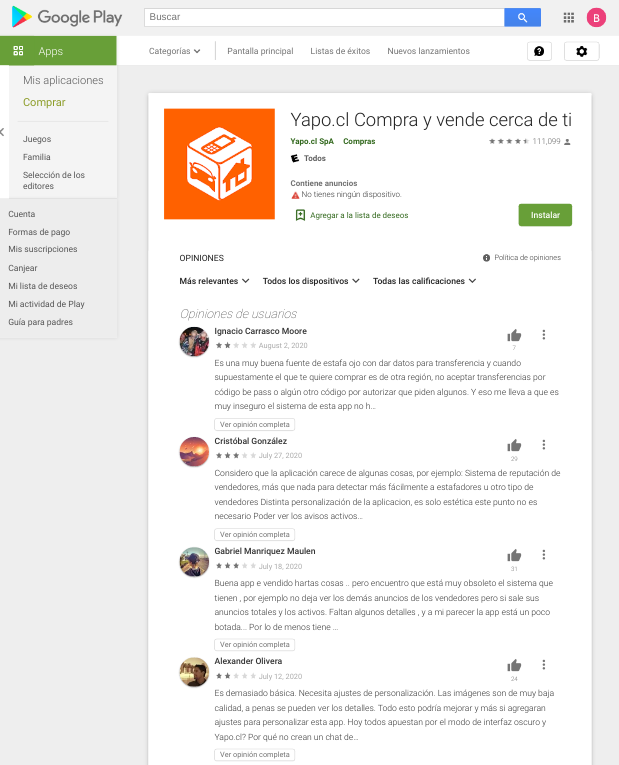 Google Play
Buscar
B
Apps
Categorías
Pantalla principal
Listas de éxitos
Nuevos lanzamientos
Mis aplicaciones
Comprar
Juegos
Familia
Selección de los
editores
Cuenta
Formas de pago
Mis suscripciones
Canjear
Mi lista de deseos
Mi actividad de Play
Guía para padres
Yapo.cl Compra y vende cerca de ti
Yapo.cl SpA Compras
111,099
E Todos
Contiene anuncios
No tienes ningún dispositivo.
Agregar a la lista de deseos
Instalar
OPINIONES
Política de opiniones
Más relevantes
Todos los dispositivos
Todas las calificaciones
Opiniones de usuarios
Ignacio Carrasco Moore
August 2, 2020
7
Es una muy buena fuente de estafa ojo con dar datos para transferencia y cuando
supuestamente el que te quiere comprar es de otra región, no aceptar transferencias por
código be pass o algún otro código por autorizar que piden algunos. Y eso me lleva a que es
muy inseguro el sistema de esta app no h...
Ver opinión completa
Cristóbal González
July 27, 2020
29
Considero que la aplicación carece de algunas cosas, por ejemplo: Sistema de reputación de
vendedores, más que nada para detectar más fácilmente a estafadores u otro tipo de
vendedores Distinta personalización de la aplicacion, es solo estética este punto no es
necesario Poder ver los avisos activos...
Ver opinión completa
Gabriel Manriquez Maulen
July 18, 2020
31
Buena app e vendido hartas cosas .. pero encuentro que está muy obsoleto el sistema que
tienen , por ejemplo no deja ver los demás anuncios de los vendedores pero si sale sus
anuncios totales y los activos. Faltan algunos detalles , y a mi parecer la app está un poco
botada... Por lo de menos tiene ...
Ver opinión completa
Alexander Olivera
July 12, 2020
24
Es demasiado básica. Necesita ajustes de personalización. Las imágenes son de muy baja
calidad, a penas se pueden ver los detalles. Todo esto podría mejorar y más si agregaran
ajustes para personalizar esta app. Hoy todos apuestan por el modo de interfaz oscuro y
Yapo.cl? Por qué no crean un chat de...
Ver opinión completa